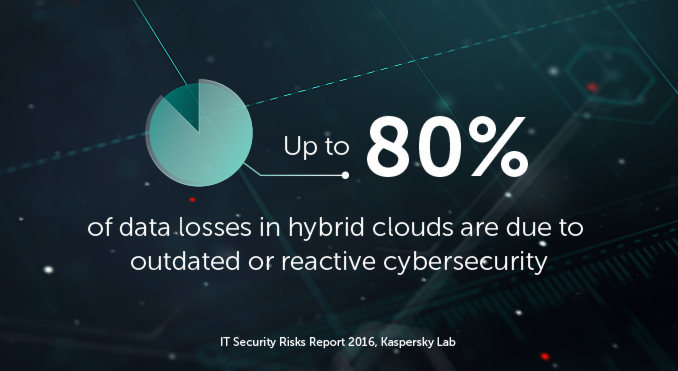 Up to 80%
of data losses in hybrid clouds are due to
outdated or reactive cybersecurity
IT Security Risks Report 2016, Kaspersky Lab